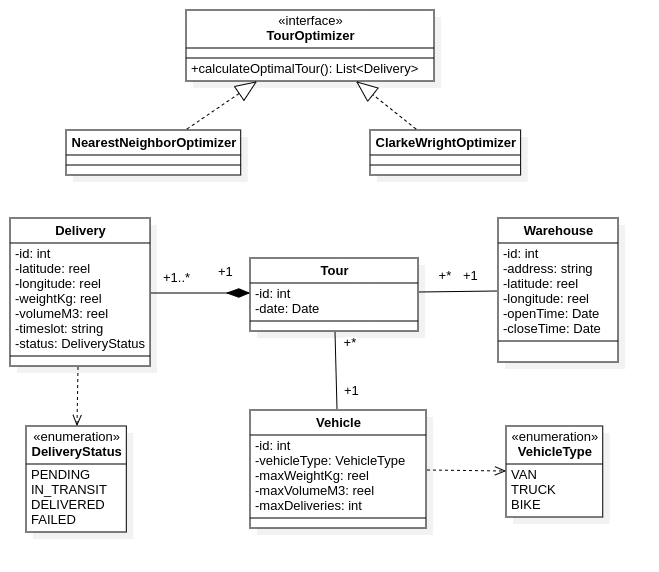 «interface»
TourOptimizer
+calculateOptimalTour(): List<Delivery>
NearestNeighborOptimizer
ClarkeWrightOptimizer
Delivery
-id: int
-latitude: reel
-longitude: reel
-weightKg: reel
-volumeM3: reel
-timeslot: string
-status: DeliveryStatus
+1..*
+1
Tour
-id: int
-date: Date
+*
+1
Warehouse
-id: int
-address: string
-latitude: reel
-longitude: reel
-openTime: Date
-closeTime: Date
+*
+1
«enumeration»
DeliveryStatus
PENDING
IN_TRANSIT
DELIVERED
FAILED
Vehicle
-id: int
-vehicleType: VehicleType
-maxWeightKg: reel
-maxVolumeM3: reel
-maxDeliveries: int
«enumeration»
VehicleType
VAN
TRUCK
BIKE